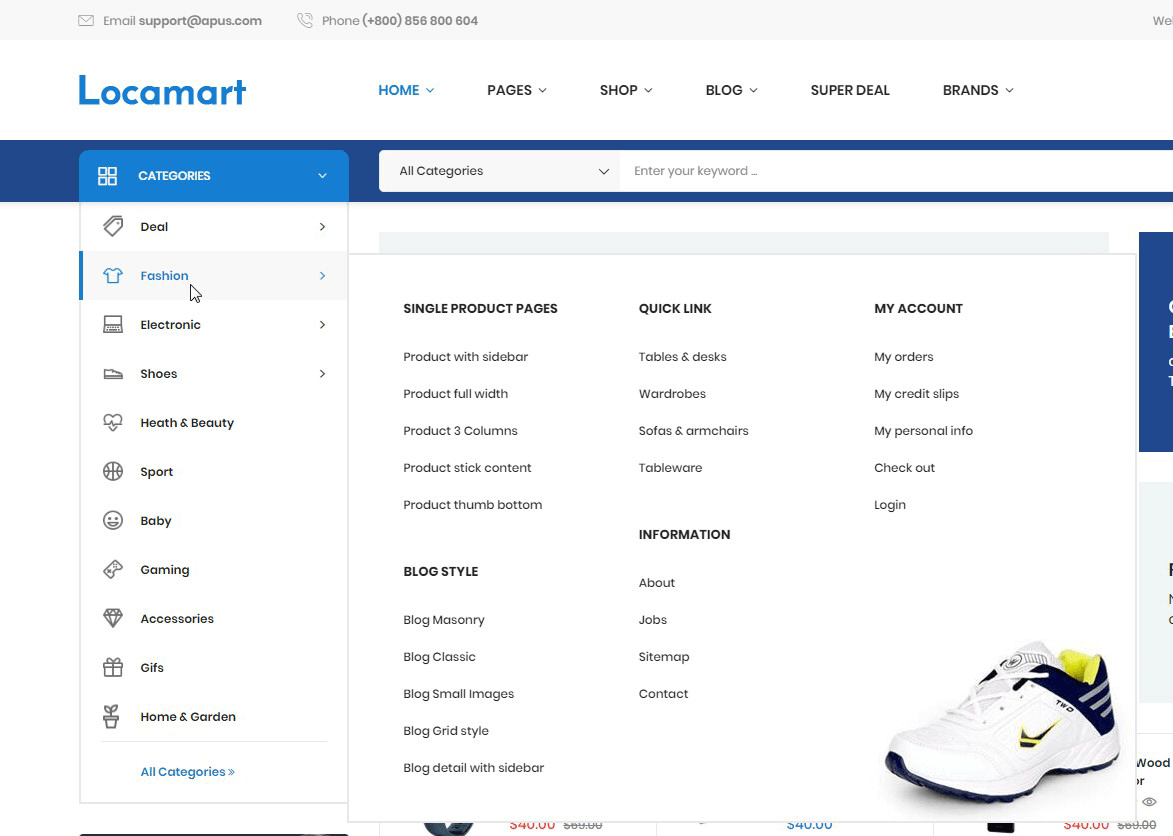 Email support@apus.com
Phone (+800) 856 800 604
Locamart
HOME
PAGES
SHOP
BLOG
SUPER DEAL
BRANDS
CATEGORIES
All Categories
Enter your keyword ...
Deal
Fashion
Electronic
Shoes
Heath & Beauty
Sport
Baby
Gaming
Accessories
Gifs
Home & Garden
All Categories »
SINGLE PRODUCT PAGES
Product with sidebar
Product full width
Product 3 Columns
Product stick content
Product thumb bottom
BLOG STYLE
Blog Masonry
Blog Classic
Blog Small Images
Blog Grid style
Blog detail with sidebar
QUICK LINK
Tables & desks
Wardrobes
Sofas & armchairs
Tableware
INFORMATION
About
Jobs
Sitemap
Contact
MY ACCOUNT
My orders
My credit slips
My personal info
Check out
Login
TWD
Wood
$40.00 $69.00
$40.00
$40.00 $69.00